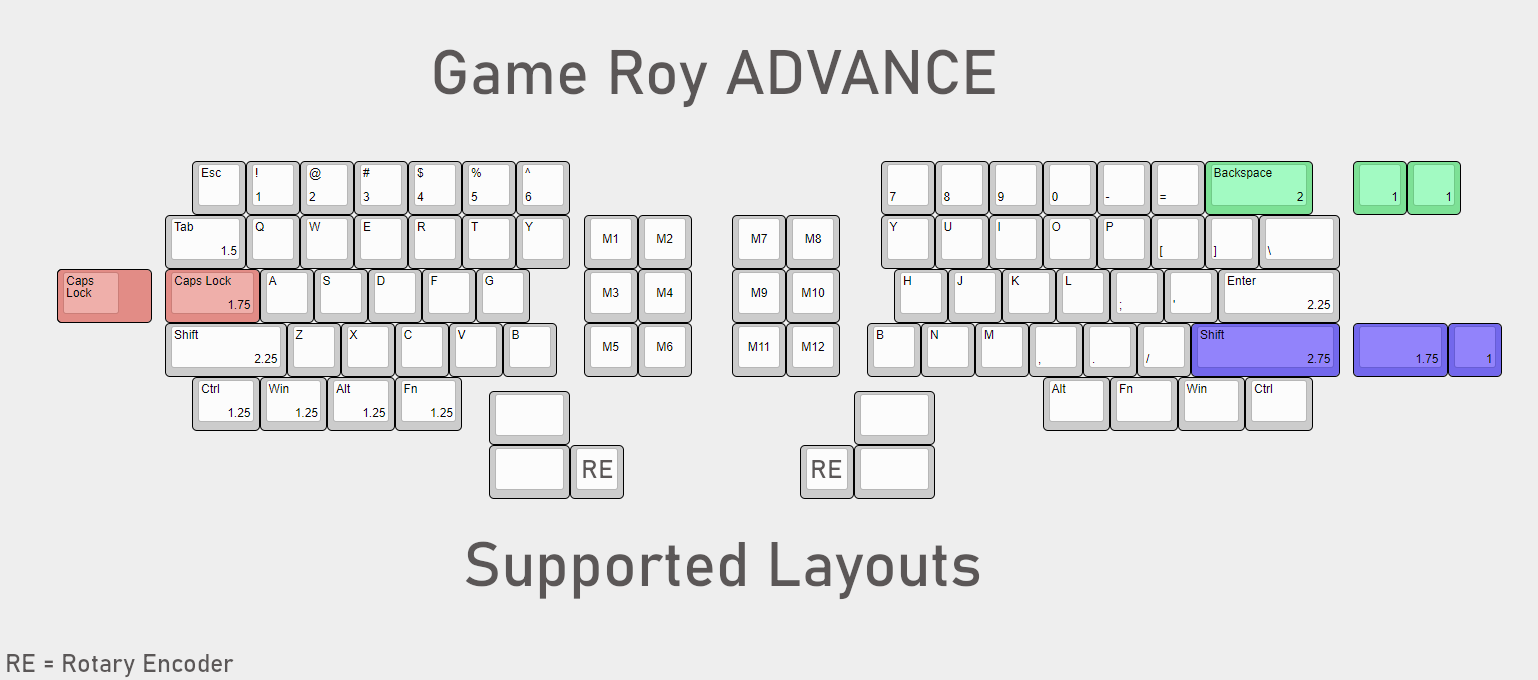 Game Roy ADVANCE
Esc ! 1 @ 2 # 3 $ 4 % 5 ^ 6 7 8 9 0 - = Backspace 2 1 1
Tab 1.5 Q W E R T Y M1 M2 M7 M8 Y U I O P [ ] \
Caps Lock Caps Lock 1.75 A S D F G M3 M4 M9 M10 H J K L ; ' Enter 2.25
Shift 2.25 Z X C V B M5 M6 M11 M12 B N M , . / Shift 2.75 1.75 1
Ctrl 1.25 Win 1.25 Alt 1.25 Fn 1.25 Alt Fn Win Ctrl
RE RE
Supported Layouts
RE = Rotary Encoder